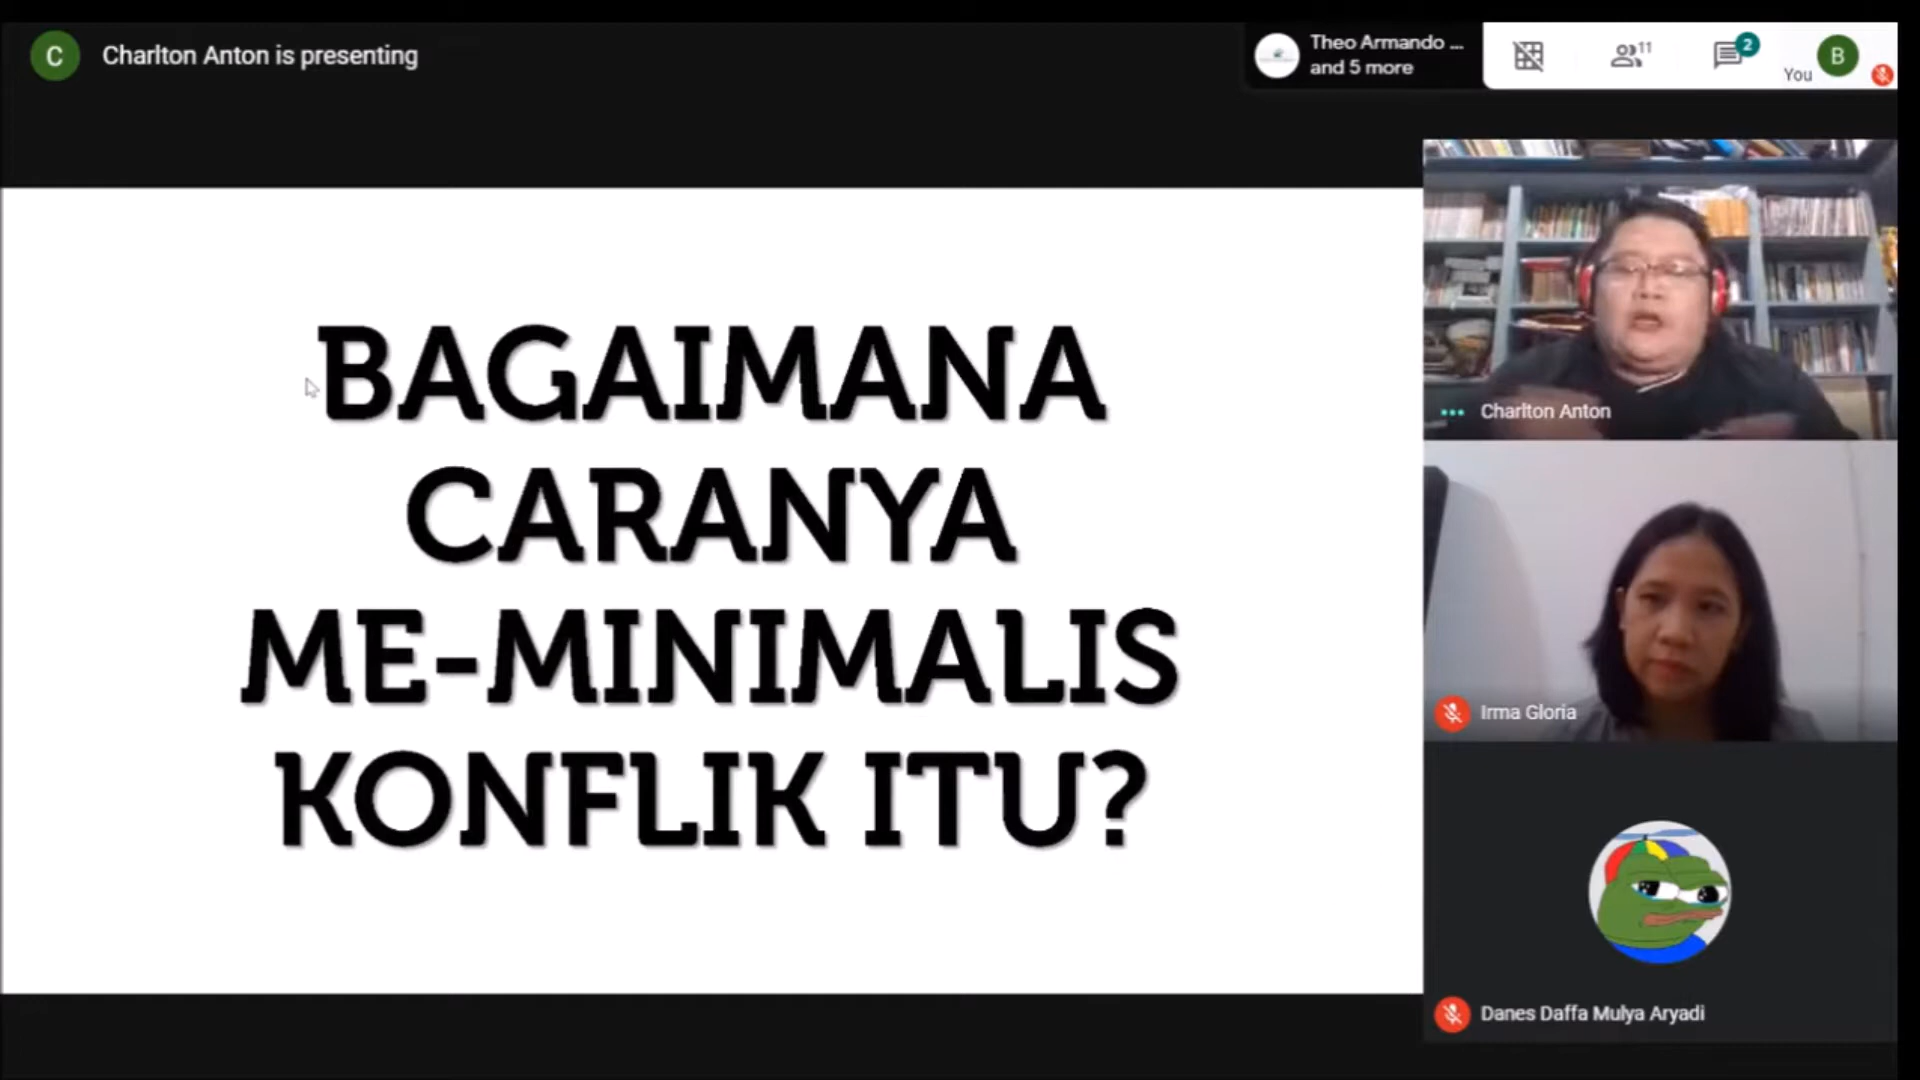 C
Charlton Anton is presenting
Theo Armando ...
and 5 more
11
2
You
B
BAGAIMANA
CARANYA
ME-MINIMALIS
KONFLIK ITU?
Charlton Anton
Irma Gloria
Danes Daffa Mulya Aryadi